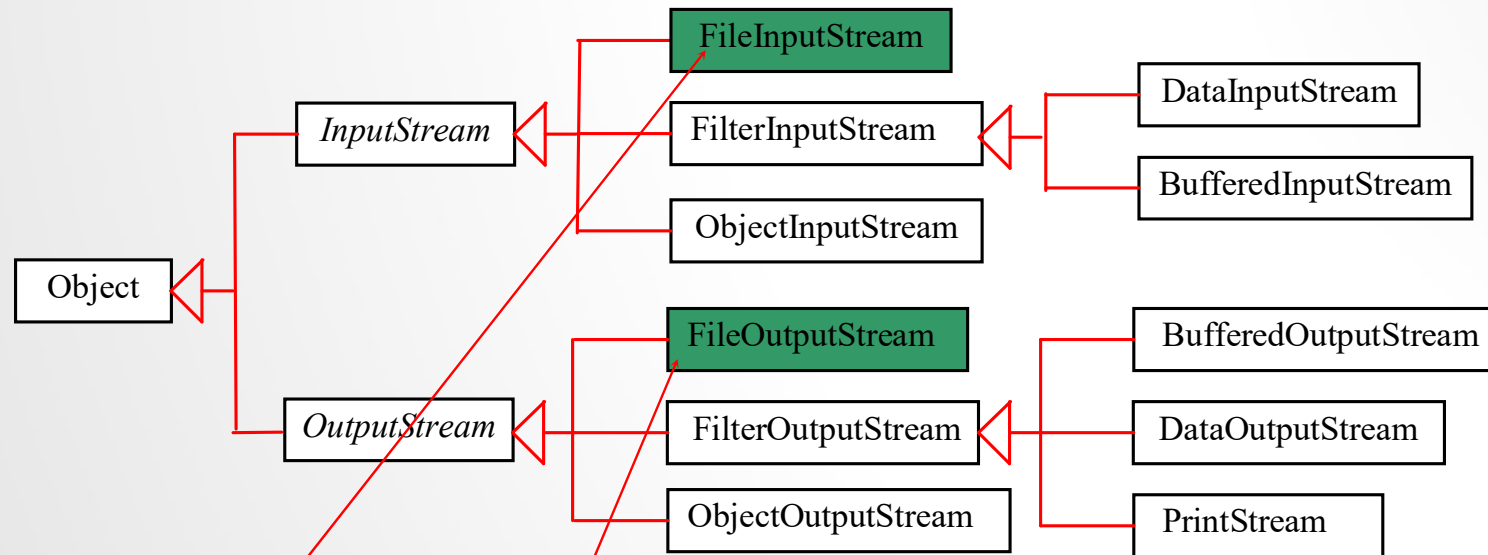 FileInputStream
DataInputStream
InputStream
FilterInputStream
BufferedInputStream
ObjectInputStream
Object
FileOutputStream
BufferedOutputStream
OutputStream
FilterOutputStream
DataOutputStream
ObjectOutputStream
PrintStream